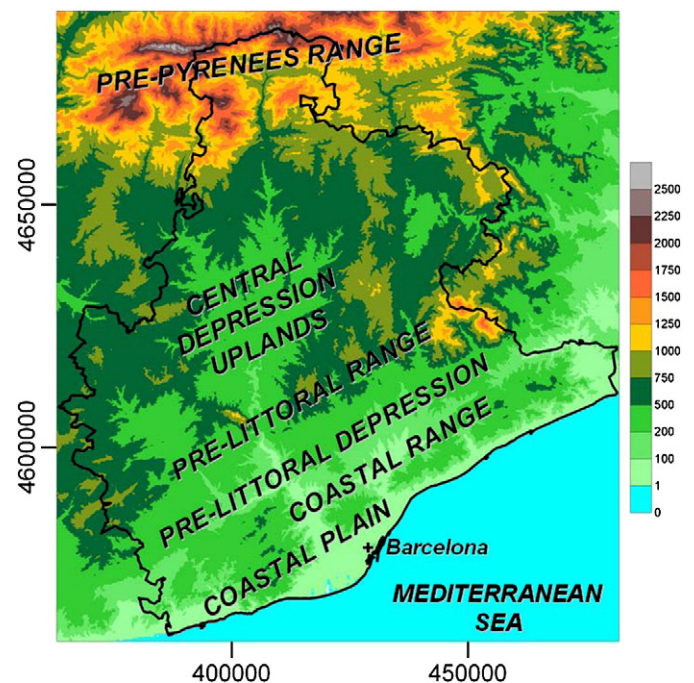 PRE-PYRENEES RANGE
4650000
CENTRAL
DEPRESSION
UPLANDS
PRE-LITTORAL RANGE
PRE-LITTORAL DEPRESSION
COASTAL RANGE
COASTAL PLAIN
4600000
Barcelona
MEDITERRANEAN
SEA
400000
450000
2500
2250
2000
1750
1500
1250
1000
750
500
200
100
1
0